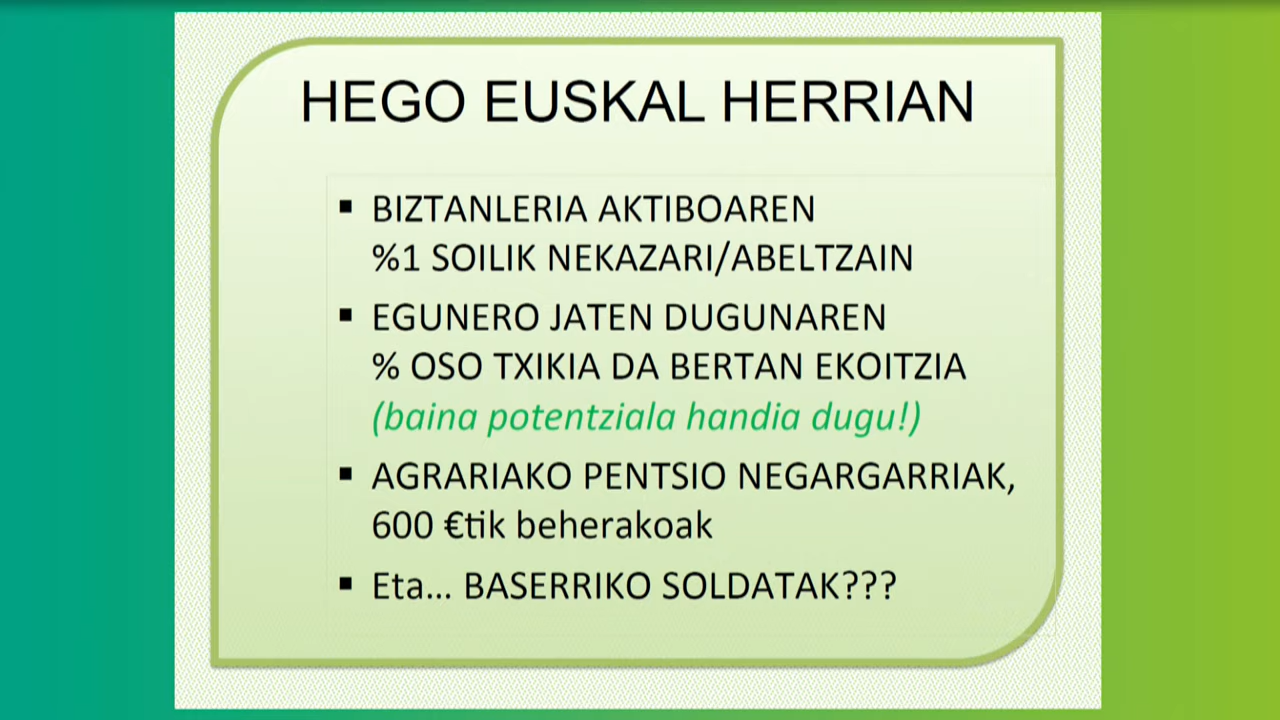 HEGO EUSKAL HERRIAN
▪ BIZTANLERIA AKTIBOAREN
%1 SOILIK NEKAZARI/ABELTZAIN
▪ EGUNERO JATEN DUGUNAREN
% OSO TXIKIA DA BERTAN EKOITZIA
(baina potentziala handia dugu!)
▪ AGRARIAKO PENTSIO NEGARGARRIAK,
600 €tik beherakoak
▪ Eta... BASERRIKO SOLDATAK???